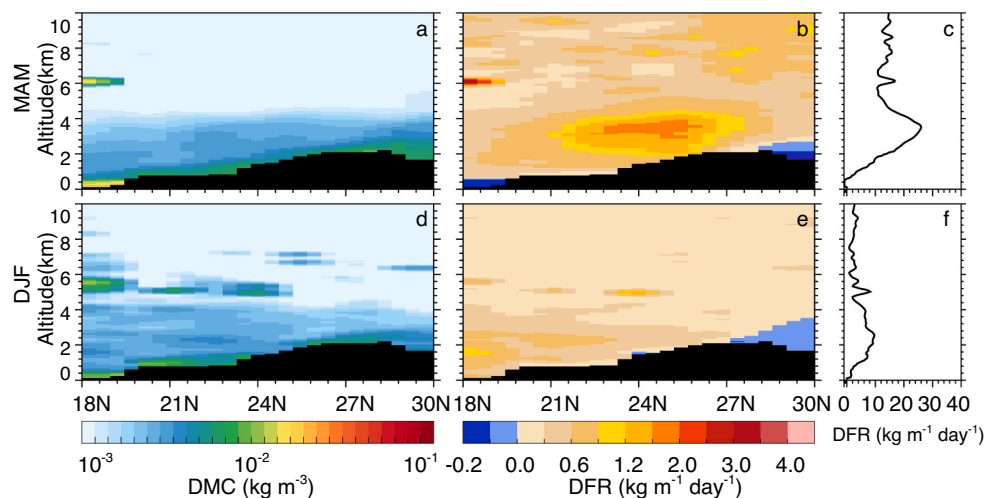 MAM
Altitude(km)
10
8
6
4
2
0
a
b
c
DJF
Altitude(km)
10
8
6
4
2
0
d
e
f
18N 21N 24N 27N 30N
21N 24N 27N 30N
0 10 20 30 40
10⁻³ 10⁻² 10⁻¹
DMC (kg m⁻³)
-0.2 0.0 0.6 1.2 2.0 3.0 4.0
DFR (kg m⁻¹ day⁻¹)
DFR (kg m⁻¹ day⁻¹)